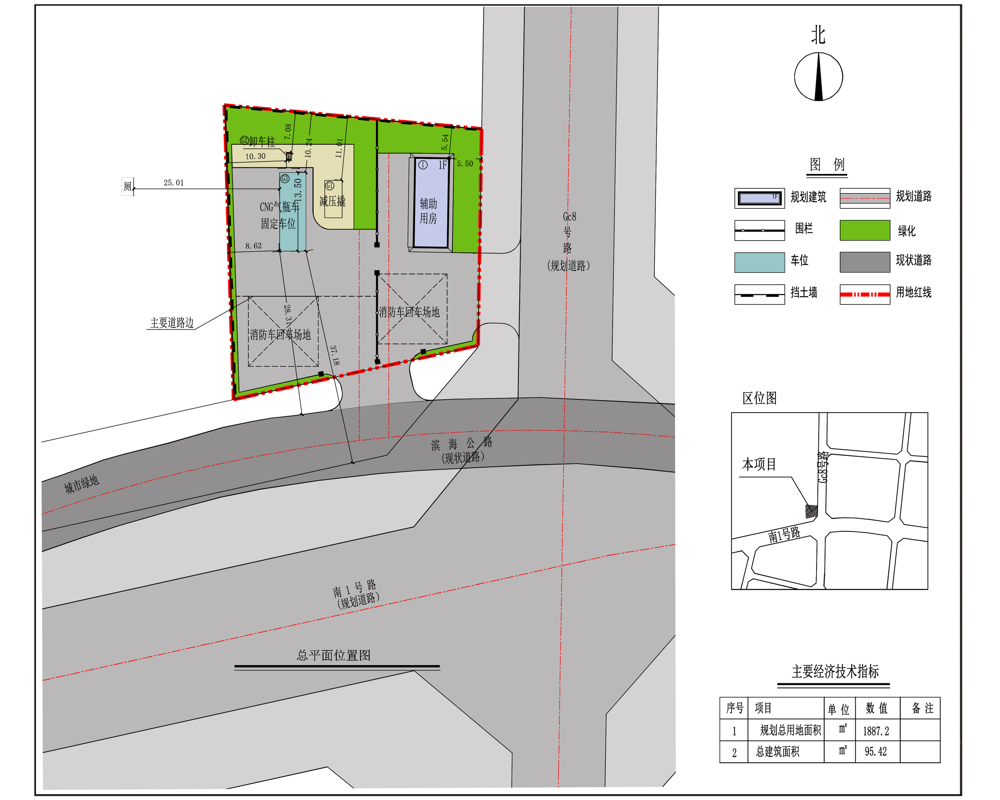 北
7.08
10.24
11.01
5.54
G2卸车柱
10.30
① 1F
5.50
G3
G1
25.01
厕
13.50
减压撬
CNG气瓶车
固定车位
辅助
用房
8.62
Gc8
号
路
(规划道路)
消防车回车场地
28.31
主要道路边
消防车回车场地
37.18
滨海公路
(现状道路)
城市绿地
南1号路
(规划道路)
总平面位置图
图 例
1F
规划建筑
规划道路
围栏
绿化
车位
现状道路
挡土墙
用地红线
区位图
本项目
Gc8号路
南1号路
主要经济技术指标
序号 项目 单位 数值 备注
1 规划总用地面积 m² 1887.2
2 总建筑面积 m² 95.42